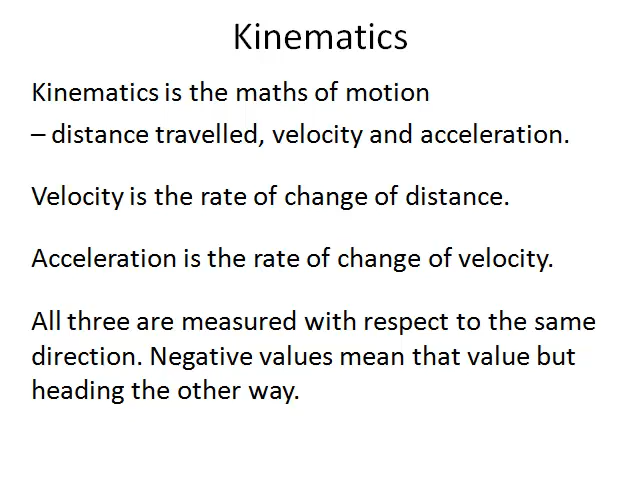 Kinematics
Kinematics is the maths of motion
– distance travelled, velocity and acceleration.
Velocity is the rate of change of distance.
Acceleration is the rate of change of velocity.
All three are measured with respect to the same
direction. Negative values mean that value but
heading the other way.